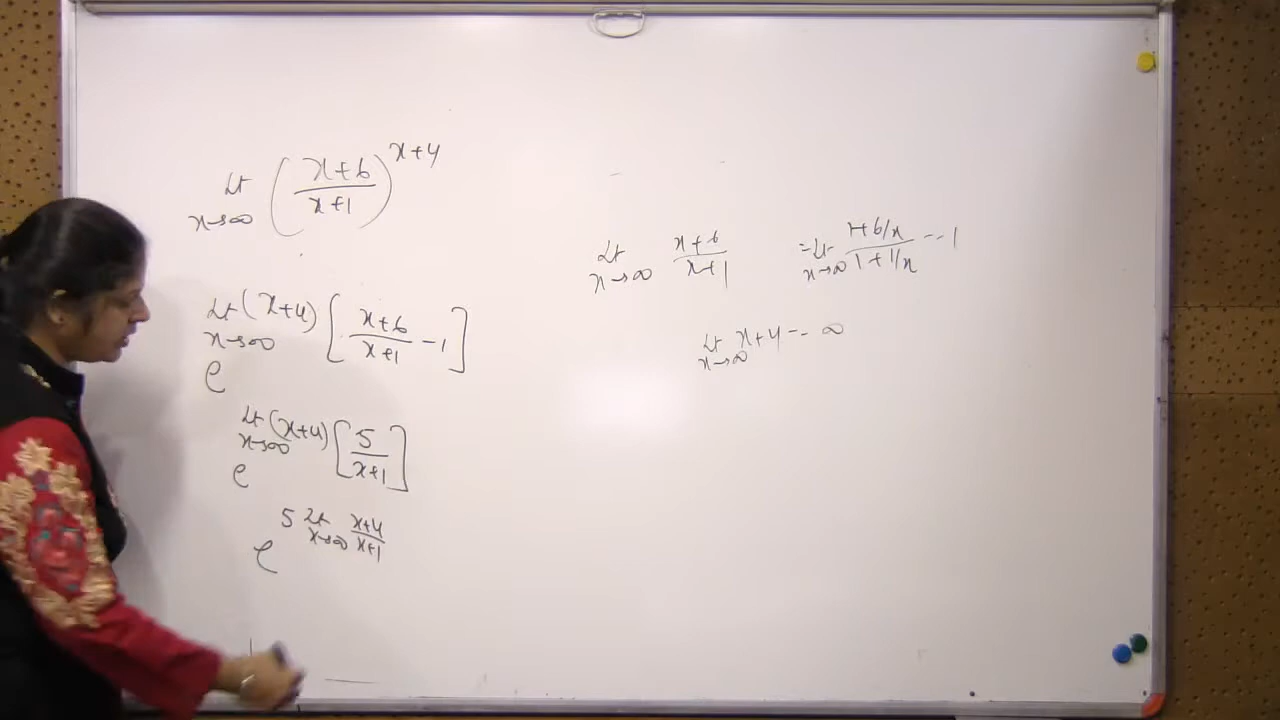 Lt x→∞ (x+6/x+1)^x+4
e^Lt x→∞ (x+4) [x+6/x+1 - 1]
e^Lt x→∞ (x+4) [5/x+1]
e^5 Lt x→∞ x+4/x+1
Lt x→∞ x+6/x+1 = Lt x→∞ 1+6/x / 1+1/x -- 1
Lt x→∞ x+4 -- ∞